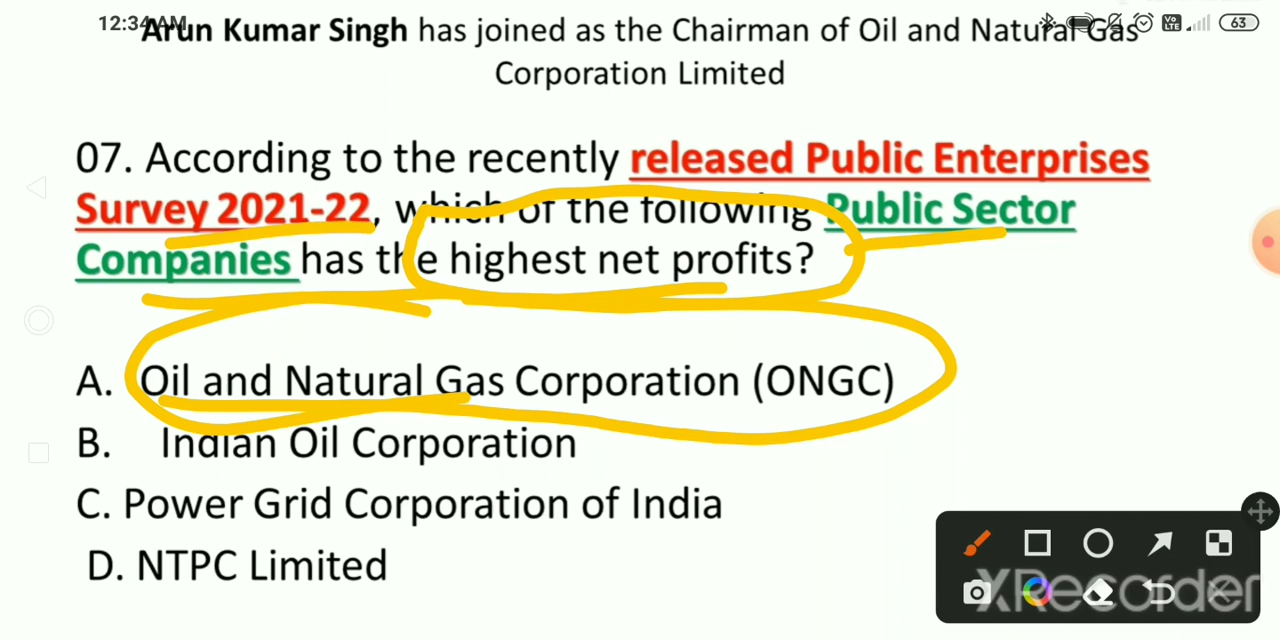 12:34 AM
63
Arun Kumar Singh has joined as the Chairman of Oil and Natural Gas
Corporation Limited
07. According to the recently released Public Enterprises
Survey 2021-22, which of the following Public Sector
Companies has the highest net profits?
A. Oil and Natural Gas Corporation (ONGC)
B. Indian Oil Corporation
C. Power Grid Corporation of India
D. NTPC Limited
XRecorder